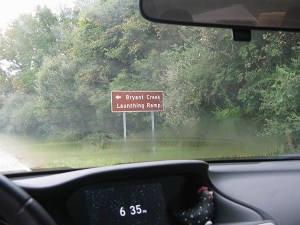 ← Bryant Creek
Launching Ramp
6 35